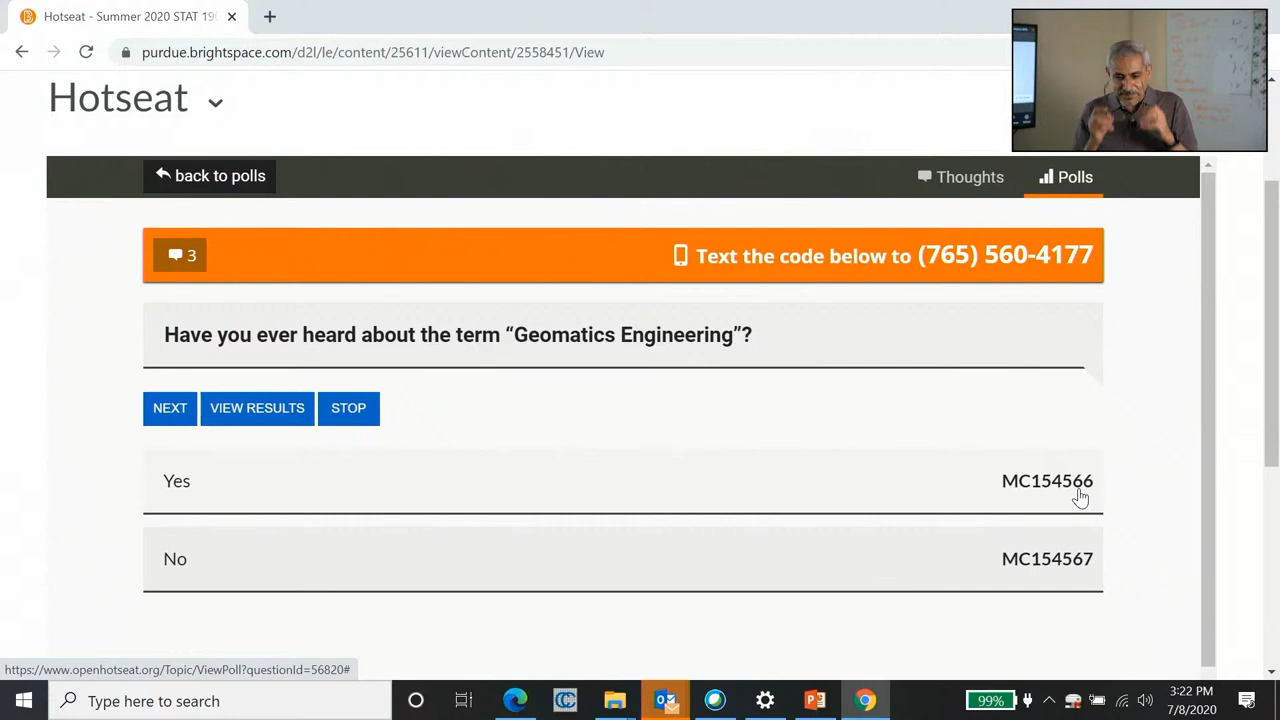 Hotseat - Summer 2020 STAT 190
purdue.brightspace.com/d2l/le/content/25611/viewContent/2558451/View
Hotseat
back to polls
Thoughts
Polls
3
Text the code below to (765) 560-4177
Have you ever heard about the term “Geomatics Engineering”?
NEXT
VIEW RESULTS
STOP
Yes
MC154566
No
MC154567
https://www.openhotseat.org/Topic/ViewPoll?questionId=56820#
Type here to search
99%
3:22 PM
7/8/2020